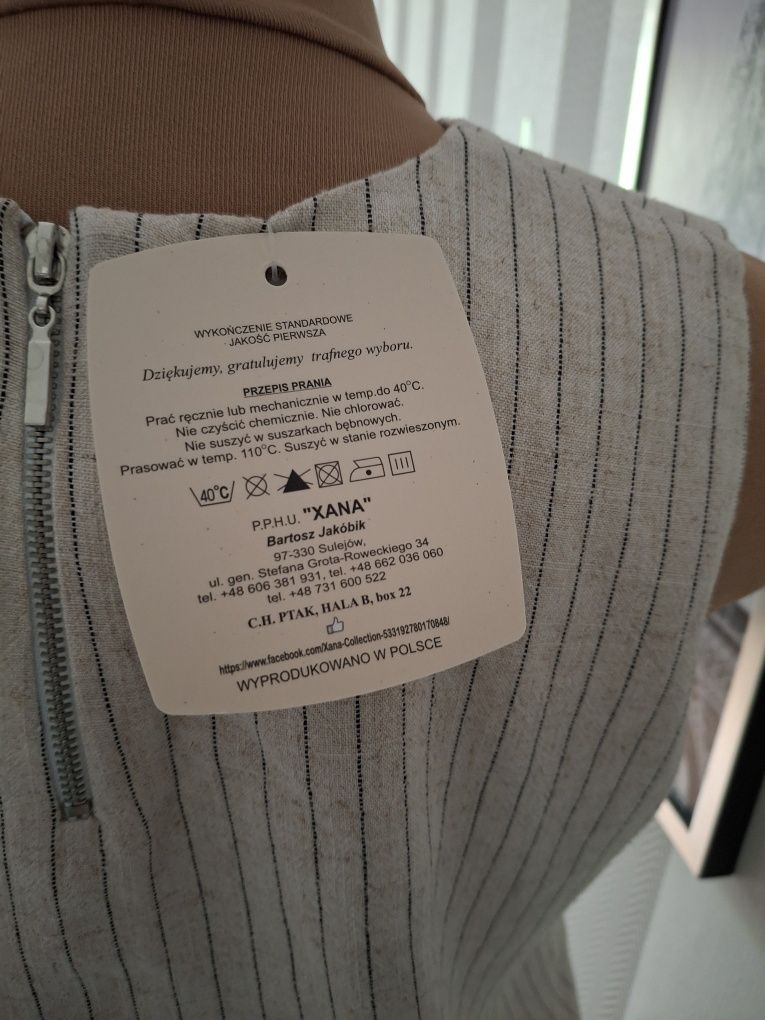 WYKOŃCZENIE STANDARDOWE
JAKOŚĆ PIERWSZA
Dziękujemy, gratulujemy trafnego wyboru.
PRZEPIS PRANIA
Prać ręcznie lub mechanicznie w temp.do 40°C.
Nie czyścić chemicznie. Nie chlorować.
Nie suszyć w suszarkach bębnowych.
Prasować w temp. 110°C. Suszyć w stanie rozwieszonym.
40°C
P.P.H.U. "XANA"
Bartosz Jakóbik
97-330 Sulejów,
ul. gen. Stefana Grota-Roweckiego 34
tel. +48 606 381 931, tel. +48 662 036 060
tel. +48 731 600 522
C.H. PTAK, HALA B, box 22
https://www.facebook.com/Xana-Collection-533192780170848/
WYPRODUKOWANO W POLSCE